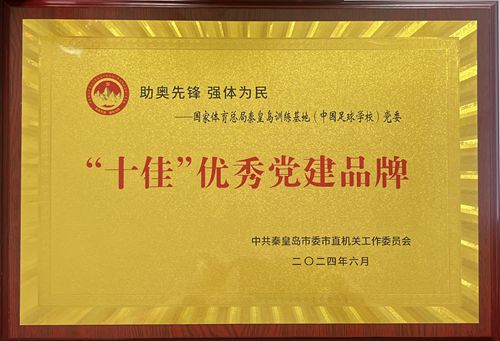 助奥先锋 强体为民
——国家体育总局秦皇岛训练基地（中国足球学校）党委
“十佳”优秀党建品牌
中共秦皇岛市委市直机关工作委员会
二〇二四年六月